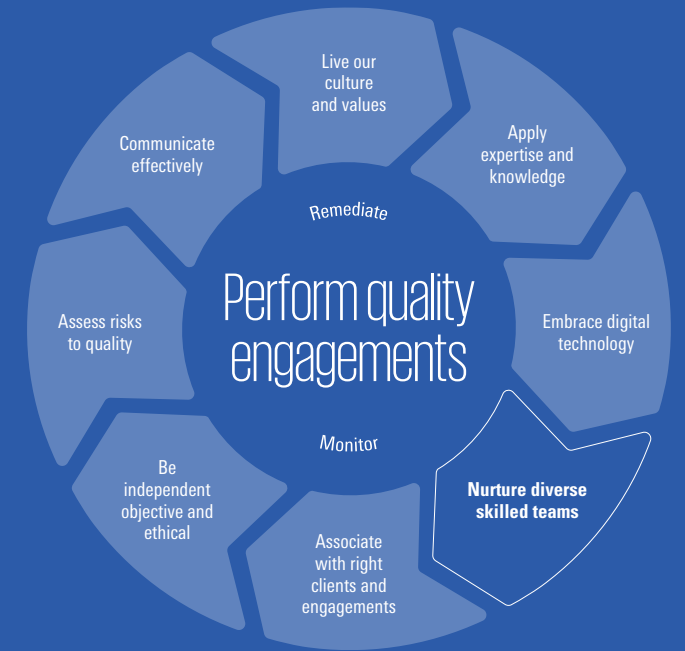 Live our
culture
and values
Apply
expertise and
knowledge
Embrace digital
technology
Nurture diverse
skilled teams
Associate
with right
clients and
engagements
Be
independent
objective and
ethical
Assess risks
to quality
Communicate
effectively
Remediate
Perform quality
engagements
Monitor